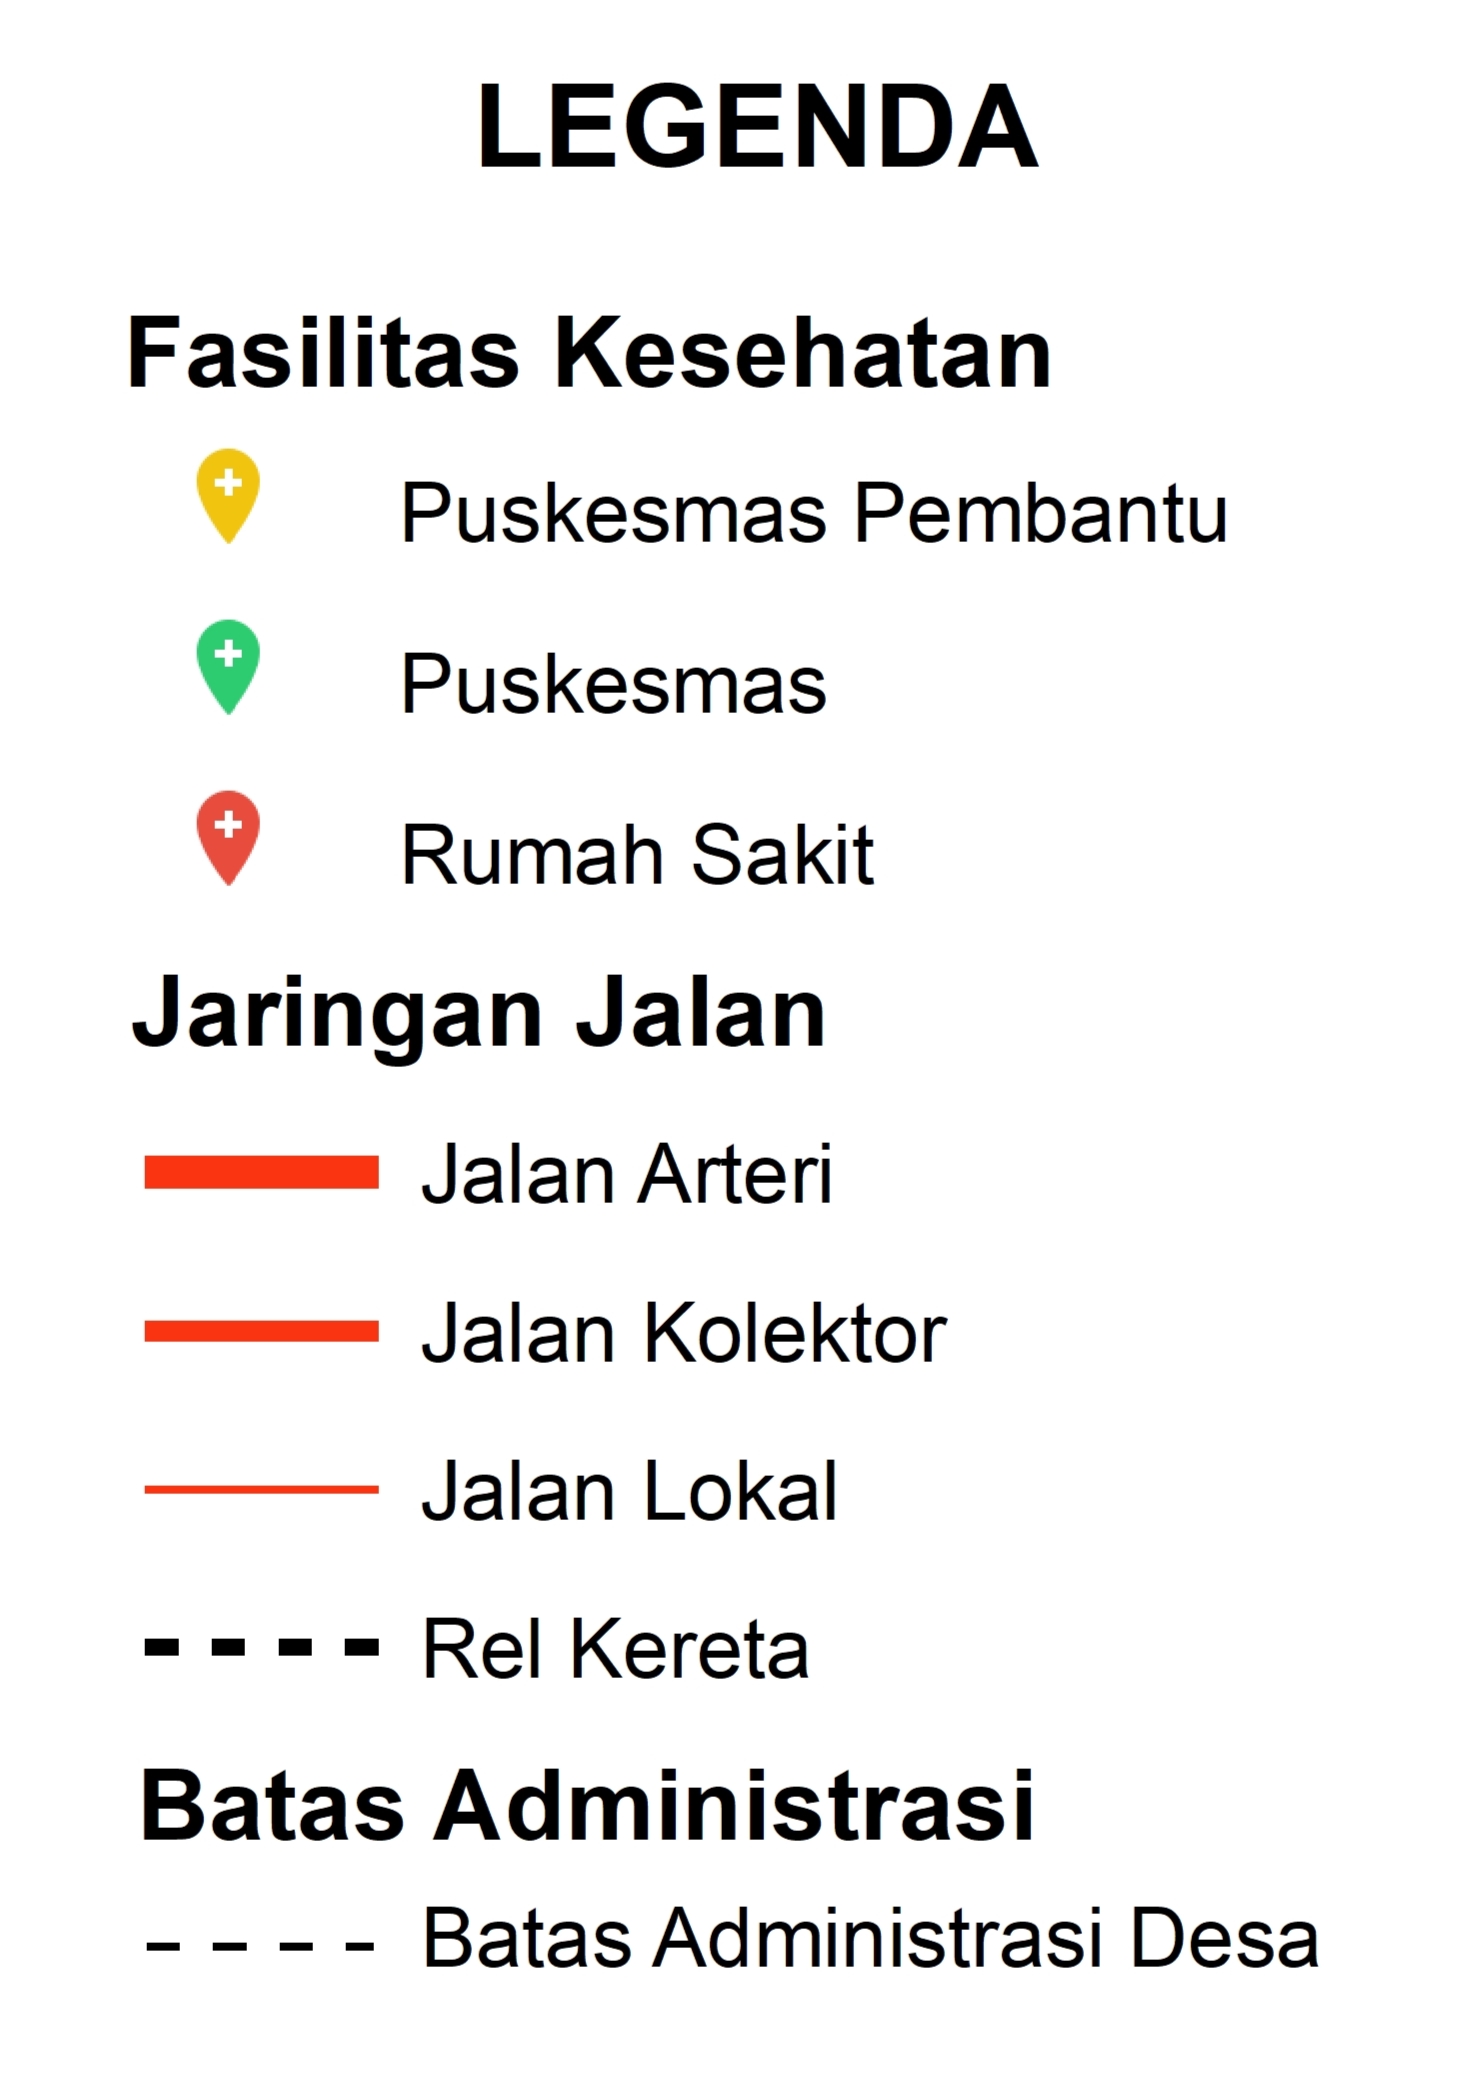 LEGENDA
Fasilitas Kesehatan
Puskesmas Pembantu
Puskesmas
Rumah Sakit
Jaringan Jalan
Jalan Arteri
Jalan Kolektor
Jalan Lokal
Rel Kereta
Batas Administrasi
Batas Administrasi Desa